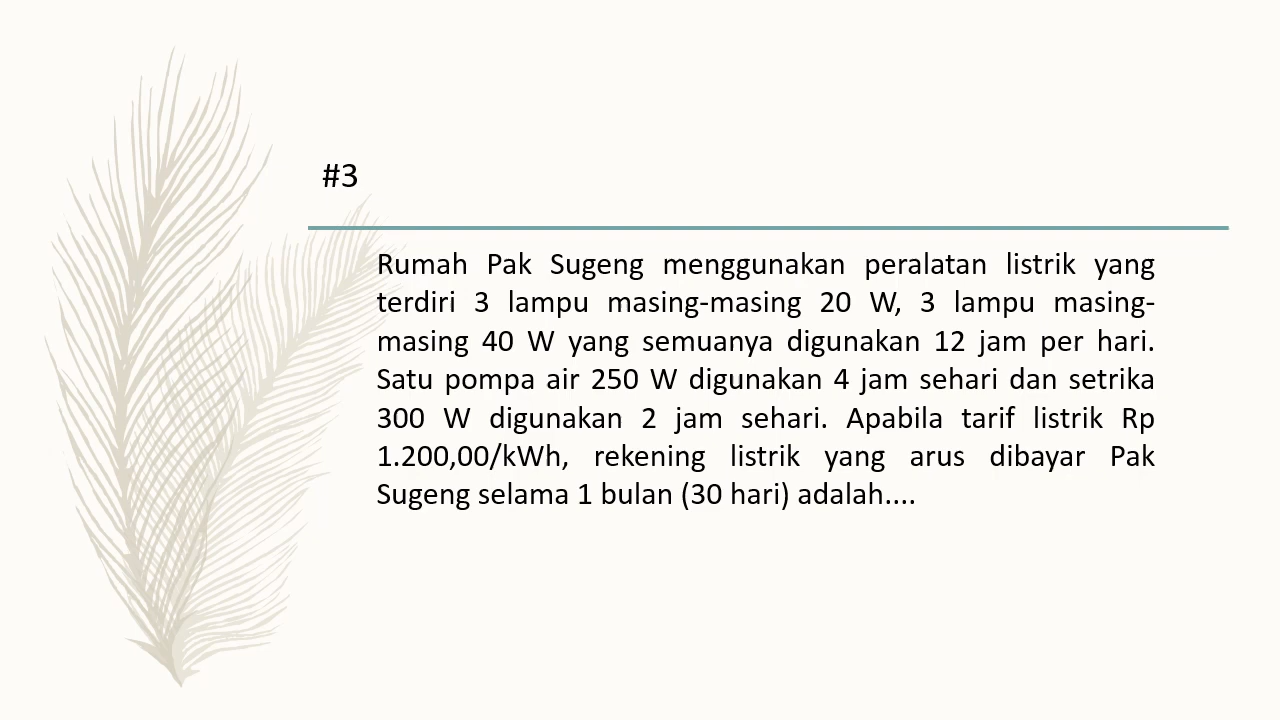 #3
Rumah Pak Sugeng menggunakan peralatan listrik yang
terdiri 3 lampu masing-masing 20 W, 3 lampu masing-
masing 40 W yang semuanya digunakan 12 jam per hari.
Satu pompa air 250 W digunakan 4 jam sehari dan setrika
300 W digunakan 2 jam sehari. Apabila tarif listrik Rp
1.200,00/kWh, rekening listrik yang arus dibayar Pak
Sugeng selama 1 bulan (30 hari) adalah....